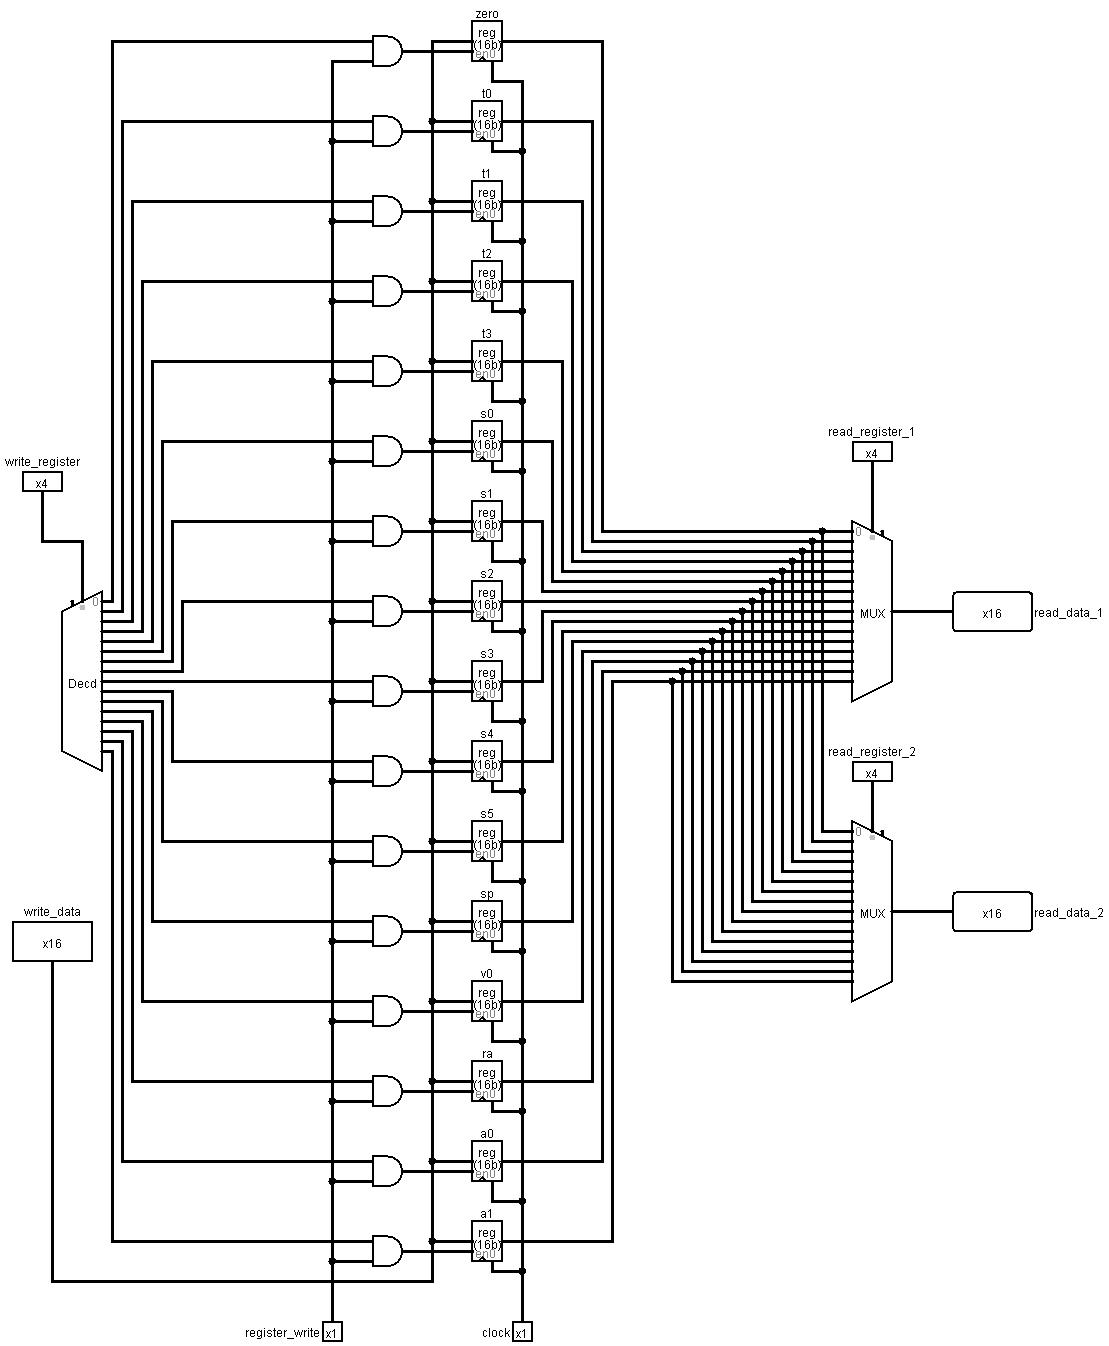 zero
reg
(16b)
en0
t0
reg
(16b)
en0
t1
reg
(16b)
en0
t2
reg
(16b)
en0
t3
reg
(16b)
en0
s0
reg
(16b)
en0
read_register_1
x4
write_register
x4
s1
reg
(16b)
en0
0
s2
reg
(16b)
en0
0
MUX
x16
read_data_1
s3
reg
(16b)
en0
Decd
s4
reg
(16b)
en0
read_register_2
x4
s5
reg
(16b)
en0
0
write_data
x16
sp
reg
(16b)
en0
MUX
x16
read_data_2
v0
reg
(16b)
en0
ra
reg
(16b)
en0
a0
reg
(16b)
en0
a1
reg
(16b)
en0
register_write x1
clock x1